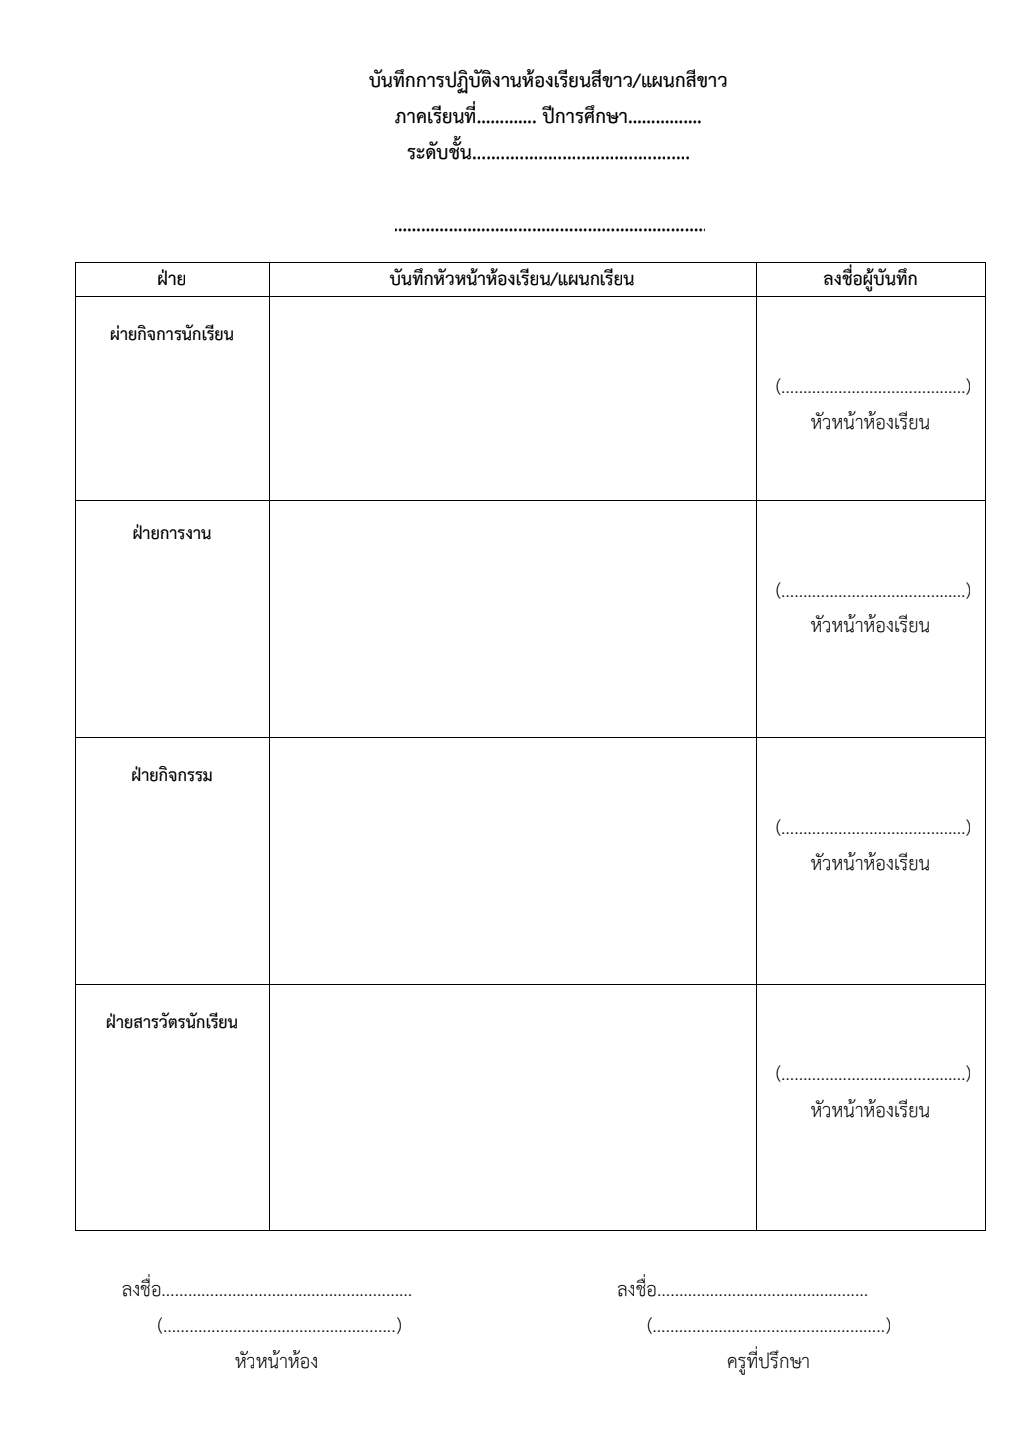 บันทึกการปฏิบัติงานห้องเรียนสีขาว/แผนกสีขาว
ภาคเรียนที่............. ปีการศึกษา................
ระดับชั้น..............................................
.......................................................................
ฝ่าย บันทึกหัวหน้าห้องเรียน/แผนกเรียน ลงชื่อผู้บันทึก
ผ่ายกิจการนักเรียน
(..........................................)
หัวหน้าห้องเรียน
ฝ่ายการงาน
(..........................................)
หัวหน้าห้องเรียน
ฝ่ายกิจกรรม
(..........................................)
หัวหน้าห้องเรียน
ฝ่ายสารวัตรนักเรียน
(..........................................)
หัวหน้าห้องเรียน
ลงชื่อ......................................................... ลงชื่อ................................................
(.....................................................) (.....................................................)
หัวหน้าห้อง ครูที่ปรึกษา